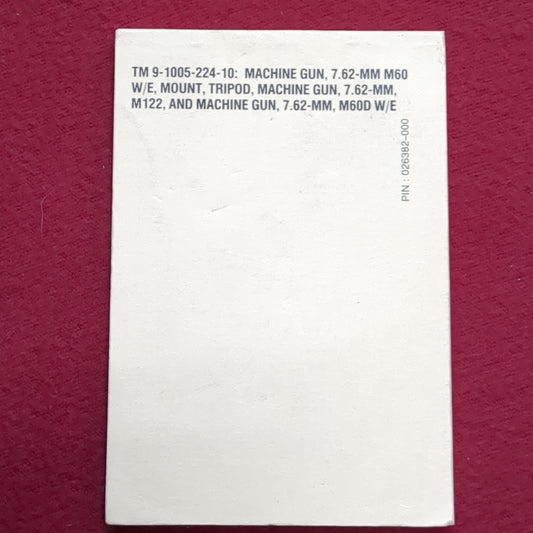 TM 9-1005-224-10: MACHINE GUN, 7.62-MM M60
W/E, MOUNT, TRIPOD, MACHINE GUN, 7.62-MM,
M122, AND MACHINE GUN, 7.62-MM, M60D W/E
PIN : 026382-000